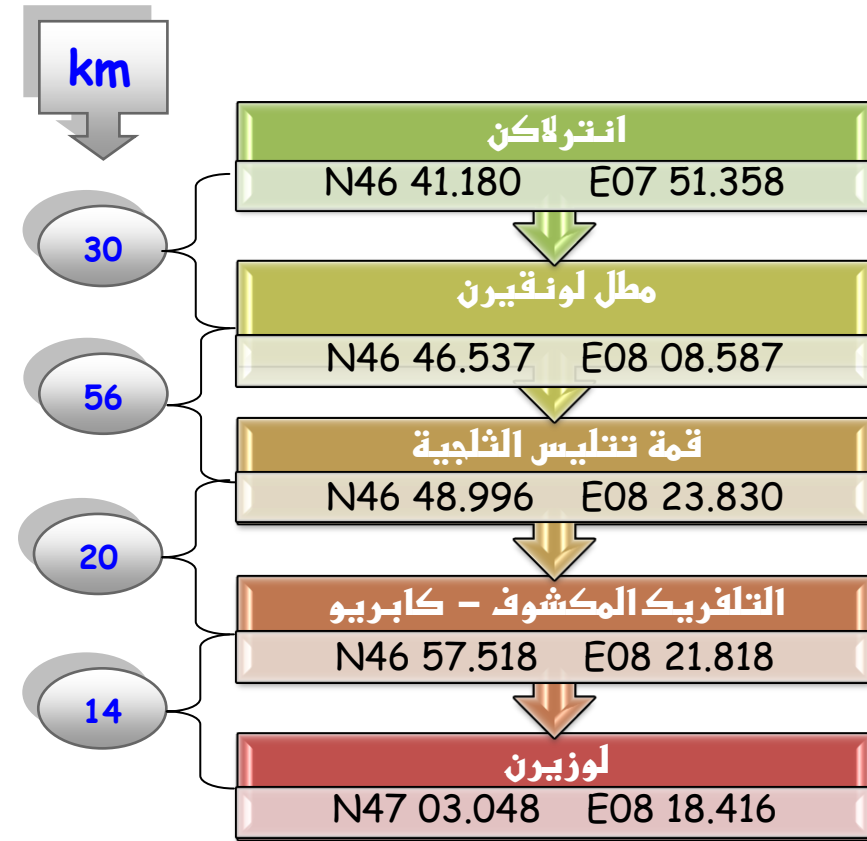 km
انترلاكن
N46 41.180 E07 51.358
30
مطل لونقيرن
N46 46.537 E08 08.587
56
قمة تتليس الثلجية
N46 48.996 E08 23.830
20
التلفريك المكشوف – كابريو
N46 57.518 E08 21.818
14
لوزيرن
N47 03.048 E08 18.416